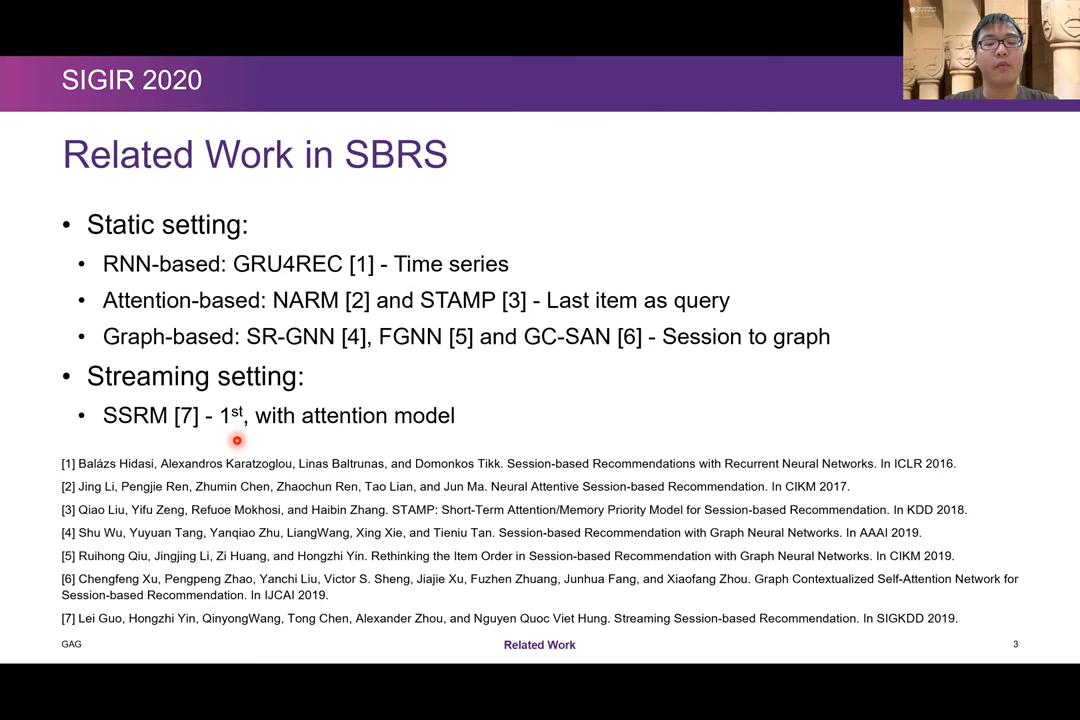 SIGIR 2020
Related Work in SBRS
• Static setting:
• RNN-based: GRU4REC [1] - Time series
• Attention-based: NARM [2] and STAMP [3] - Last item as query
• Graph-based: SR-GNN [4], FGNN [5] and GC-SAN [6] - Session to graph
• Streaming setting:
• SSRM [7] - 1st, with attention model
[1] Balázs Hidasi, Alexandros Karatzoglou, Linas Baltrunas, and Domonkos Tikk. Session-based Recommendations with Recurrent Neural Networks. In ICLR 2016.
[2] Jing Li, Pengjie Ren, Zhumin Chen, Zhaochun Ren, Tao Lian, and Jun Ma. Neural Attentive Session-based Recommendation. In CIKM 2017.
[3] Qiao Liu, Yifu Zeng, Refuoe Mokhosi, and Haibin Zhang. STAMP: Short-Term Attention/Memory Priority Model for Session-based Recommendation. In KDD 2018.
[4] Shu Wu, Yuyuan Tang, Yanqiao Zhu, LiangWang, Xing Xie, and Tieniu Tan. Session-based Recommendation with Graph Neural Networks. In AAAI 2019.
[5] Ruihong Qiu, Jingjing Li, Zi Huang, and Hongzhi Yin. Rethinking the Item Order in Session-based Recommendation with Graph Neural Networks. In CIKM 2019.
[6] Chengfeng Xu, Pengpeng Zhao, Yanchi Liu, Victor S. Sheng, Jiajie Xu, Fuzhen Zhuang, Junhua Fang, and Xiaofang Zhou. Graph Contextualized Self-Attention Network for
Session-based Recommendation. In IJCAI 2019.
[7] Lei Guo, Hongzhi Yin, QinyongWang, Tong Chen, Alexander Zhou, and Nguyen Quoc Viet Hung. Streaming Session-based Recommendation. In SIGKDD 2019.
GAG
Related Work
3